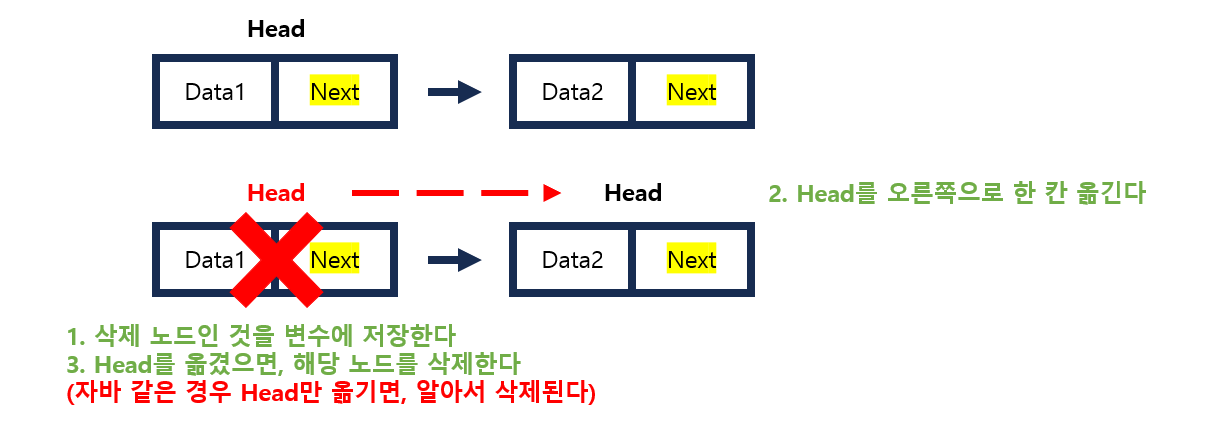 Head
Data1 Next Data2 Next
Head Head 2. Head를 오른쪽으로 한 칸 옮긴다
Data1 Next Data2 Next
1. 삭제 노드인 것을 변수에 저장한다
3. Head를 옮겼으면, 해당 노드를 삭제한다
(자바 같은 경우 Head만 옮기면, 알아서 삭제된다)